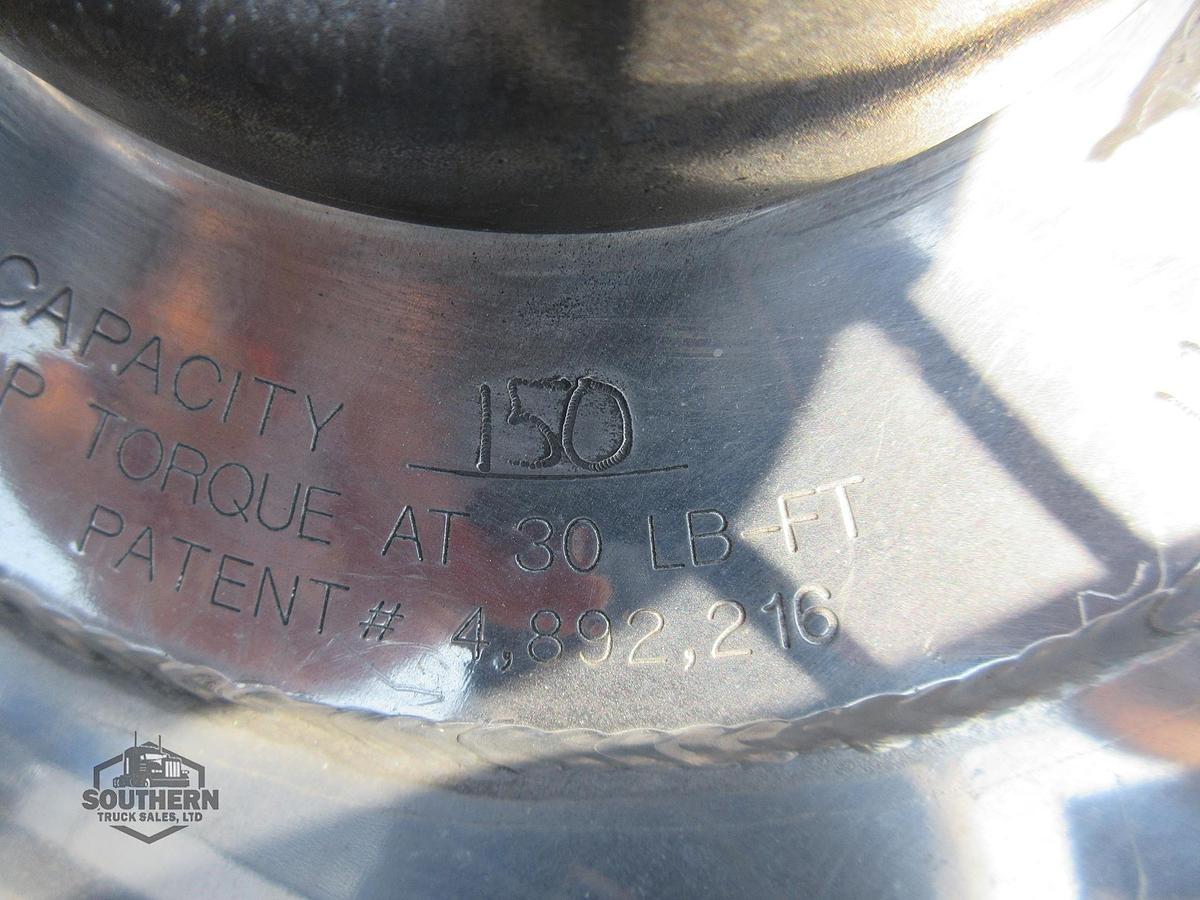 CAPACITY 150
P TORQUE AT 30 LB-FT
PATENT # 4,892,216
SOUTHERN
TRUCK SALES, LTD